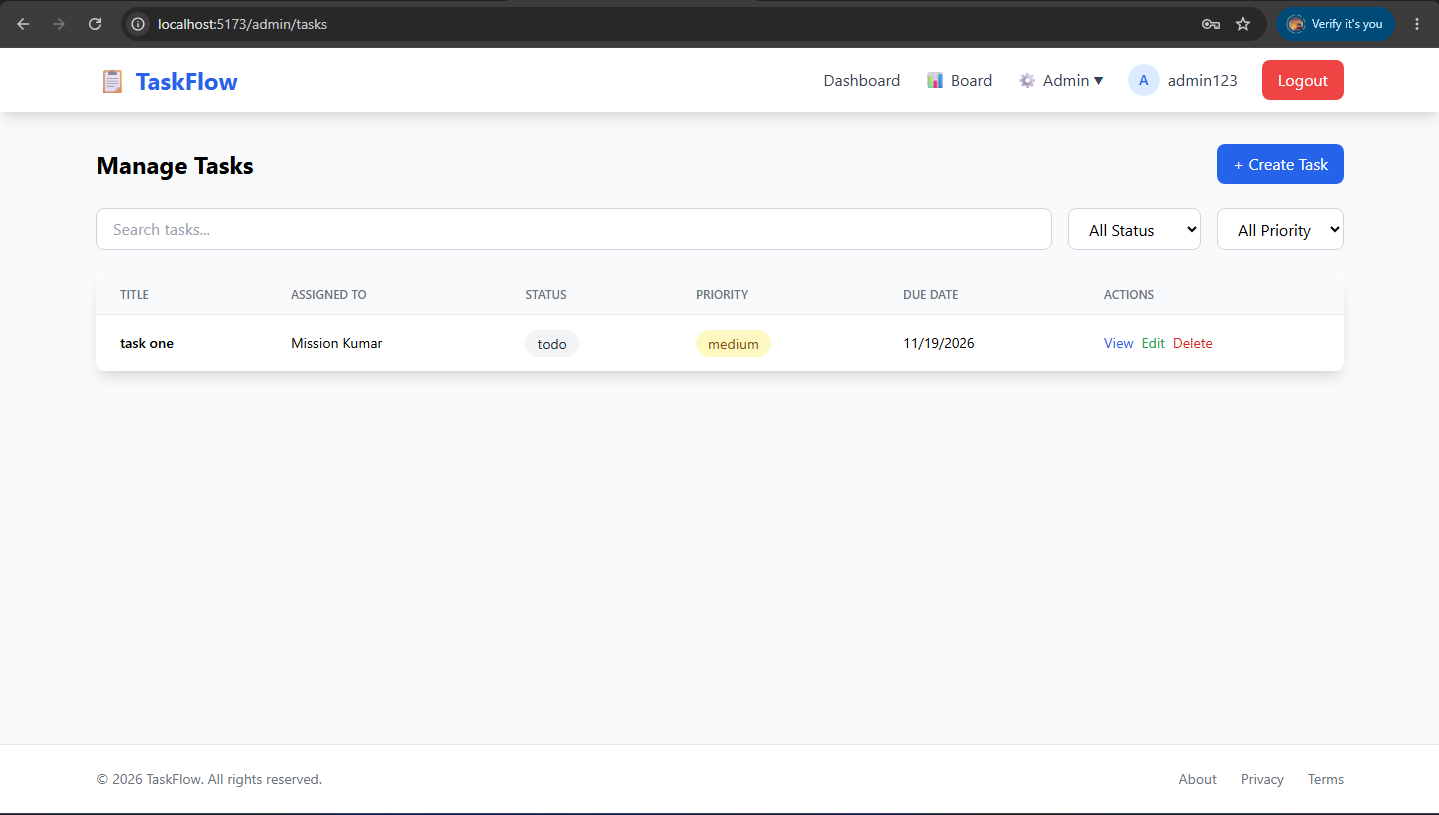 localhost:5173/admin/tasks
Verify it's you
TaskFlow
Dashboard
Board
Admin ▼
A
admin123
Logout
Manage Tasks
+ Create Task
Search tasks...
All Status
All Priority
TITLE ASSIGNED TO STATUS PRIORITY DUE DATE ACTIONS
task one Mission Kumar todo medium 11/19/2026 View Edit Delete
© 2026 TaskFlow. All rights reserved.
About Privacy Terms